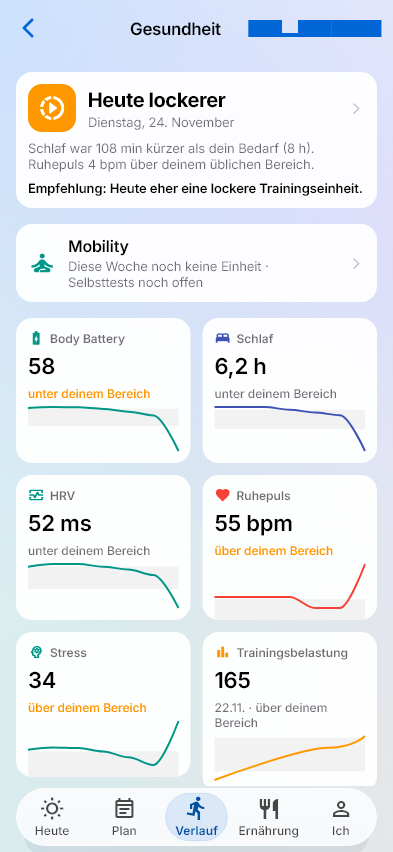 Gesundheit
Heute lockerer
Dienstag, 24. November
Schlaf war 108 min kürzer als dein Bedarf (8 h).
Ruhepuls 4 bpm über deinem üblichen Bereich.
Empfehlung: Heute eher eine lockere Trainingseinheit.
Mobility
Diese Woche noch keine Einheit ·
Selbsttests noch offen
Body Battery
58
unter deinem Bereich
Schlaf
6,2 h
unter deinem Bereich
HRV
52 ms
unter deinem Bereich
Ruhepuls
55 bpm
über deinem Bereich
Stress
34
über deinem Bereich
Trainingsbelastung
165
22.11. · über deinem
Bereich
Heute
Plan
Verlauf
Ernährung
Ich